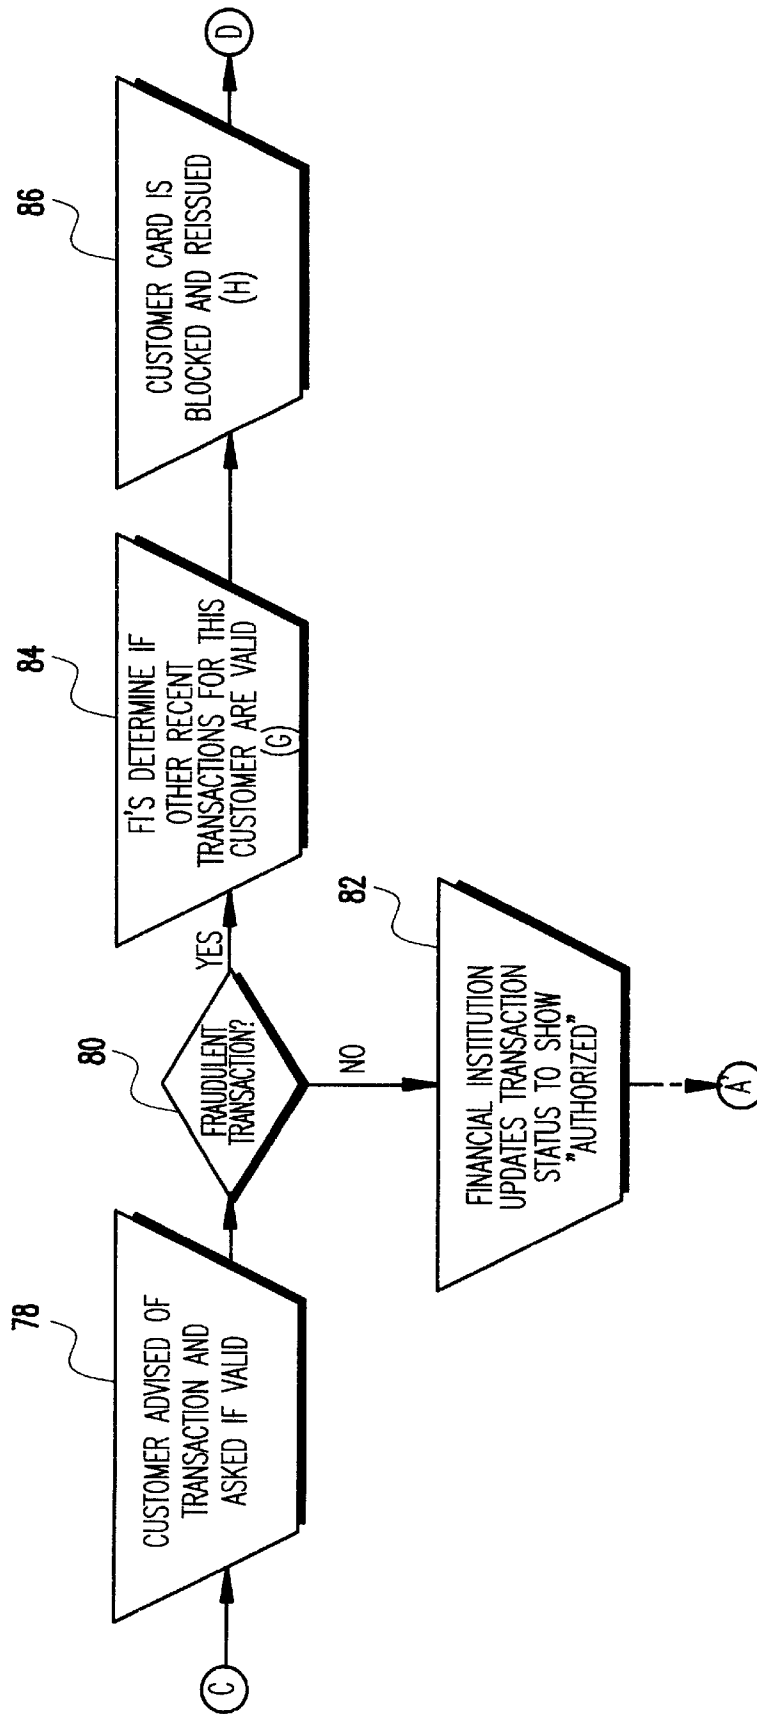 C
78
CUSTOMER ADVISED OF
TRANSACTION AND
ASKED IF VALID
80
FRAUDULENT
TRANSACTION?
YES
NO
82
FINANCIAL INSTITUTION
UPDATES TRANSACTION
STATUS TO SHOW
"AUTHORIZED"
A'
84
FI'S DETERMINE IF
OTHER RECENT
TRANSACTIONS FOR THIS
CUSTOMER ARE VALID
(G)
86
CUSTOMER CARD IS
BLOCKED AND REISSUED
(H)
D